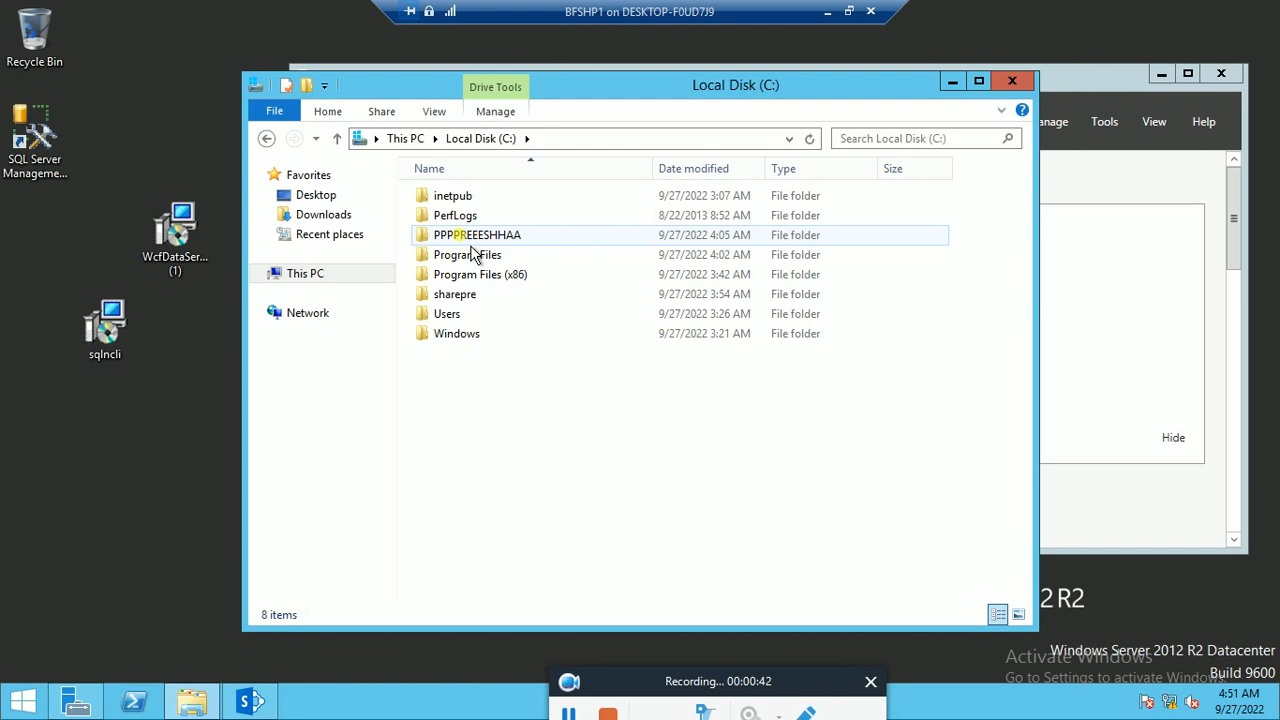 BFSHP1 on DESKTOP-F0UD7J9
Recycle Bin
SQL Server
Manageme...
WcfDataSer...
(1)
sqlncli
Drive Tools
Local Disk (C:)
File
Home
Share
View
Manage
This PC
Local Disk (C:)
Search Local Disk (C:)
Favorites
Desktop
Downloads
Recent places
This PC
Network
Name
Date modified
Type
Size
inetpub
9/27/2022 3:07 AM
File folder
PerfLogs
8/22/2013 8:52 AM
File folder
PPPPREEESHHAA
9/27/2022 4:05 AM
File folder
Program Files
9/27/2022 4:02 AM
File folder
Program Files (x86)
9/27/2022 3:42 AM
File folder
sharepre
9/27/2022 3:54 AM
File folder
Users
9/27/2022 3:26 AM
File folder
Windows
9/27/2022 3:21 AM
File folder
8 items
anage
Tools
View
Help
Hide
2 R2
Windows Server 2012 R2 Datacenter
Build 9600
Activate Windows
Go to Settings to activate Windows.
Recording... 00:00:42
4:51 AM
9/27/2022